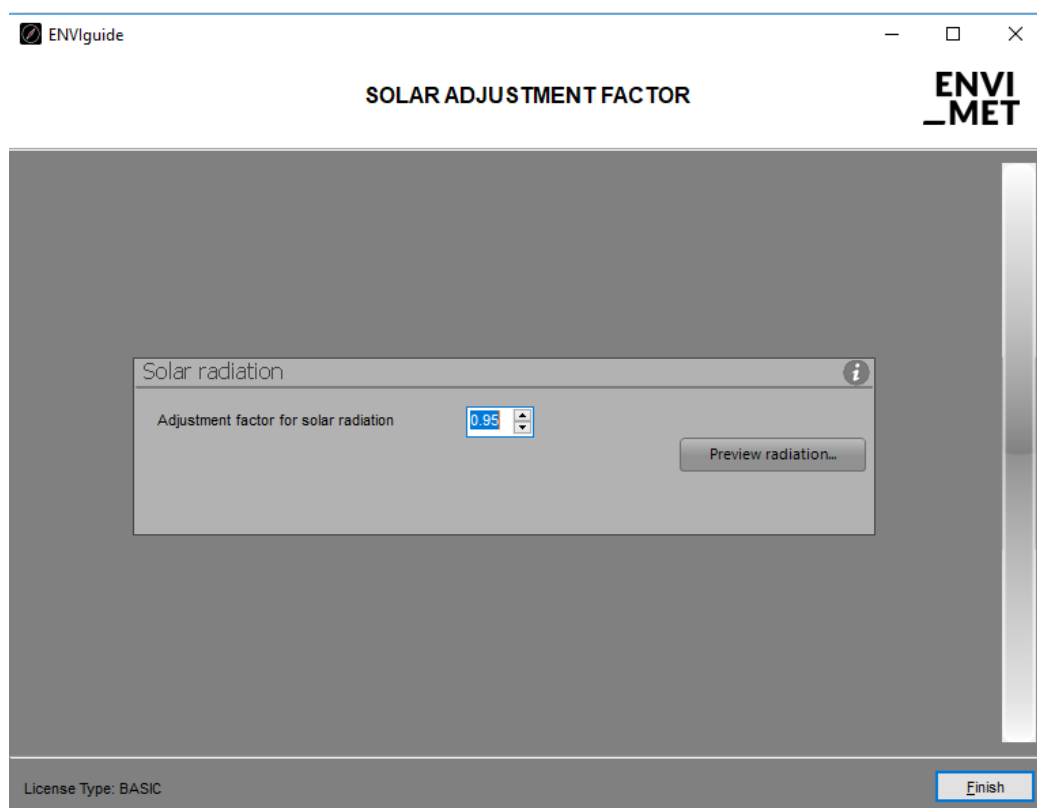 ENVIguide
SOLAR ADJUSTMENT FACTOR
ENVI
_MET
Solar radiation
i
Adjustment factor for solar radiation
0.95
Preview radiation...
License Type: BASIC
Finish